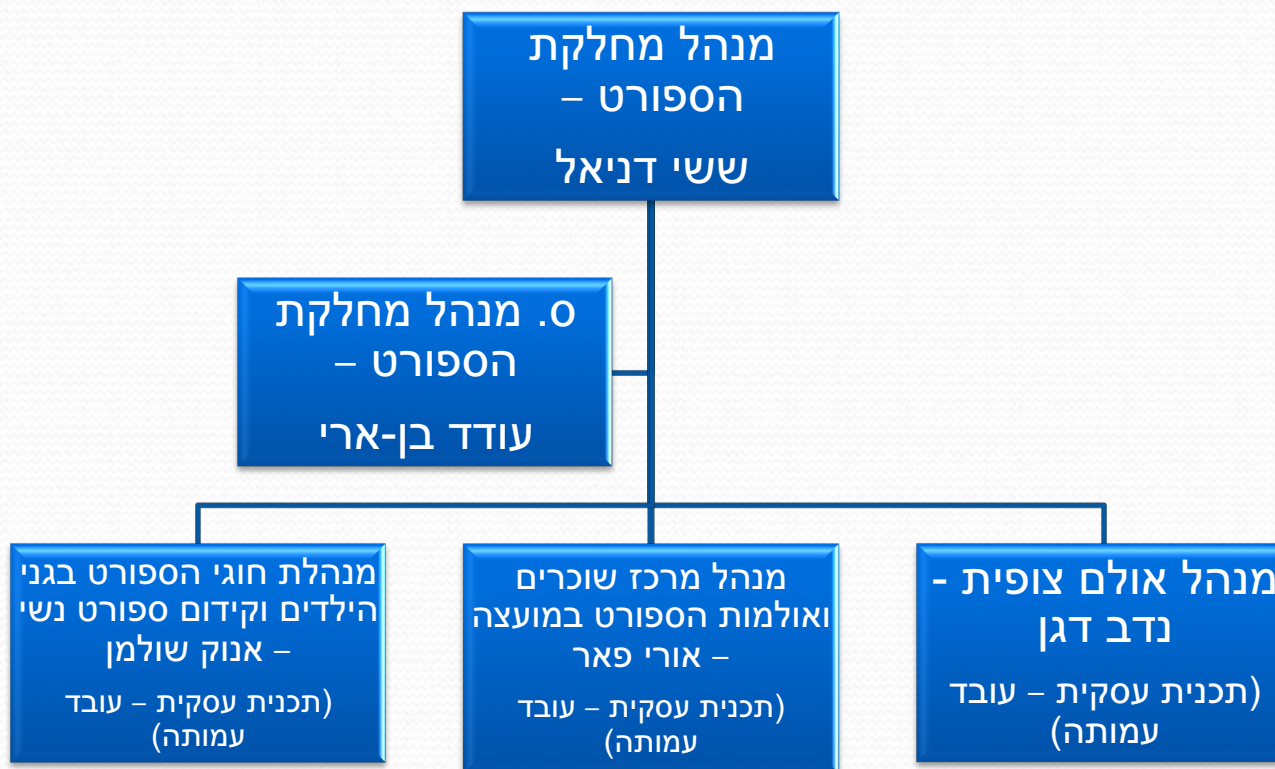 מנהל מחלקת
הספורט –
ששי דניאל
ס. מנהל מחלקת
הספורט –
עודד בן-ארי
מנהל אולם צופית -
נדב דגן
(תכנית עסקית – עובד
עמותה)
מנהל מרכז שוכרים
ואולמות הספורט במועצה
– אורי פאר
(תכנית עסקית – עובד
עמותה)
מנהלת חוגי הספורט בגני
הילדים וקידום ספורט נשי
– אנוק שולמן
(תכנית עסקית – עובד
עמותה)